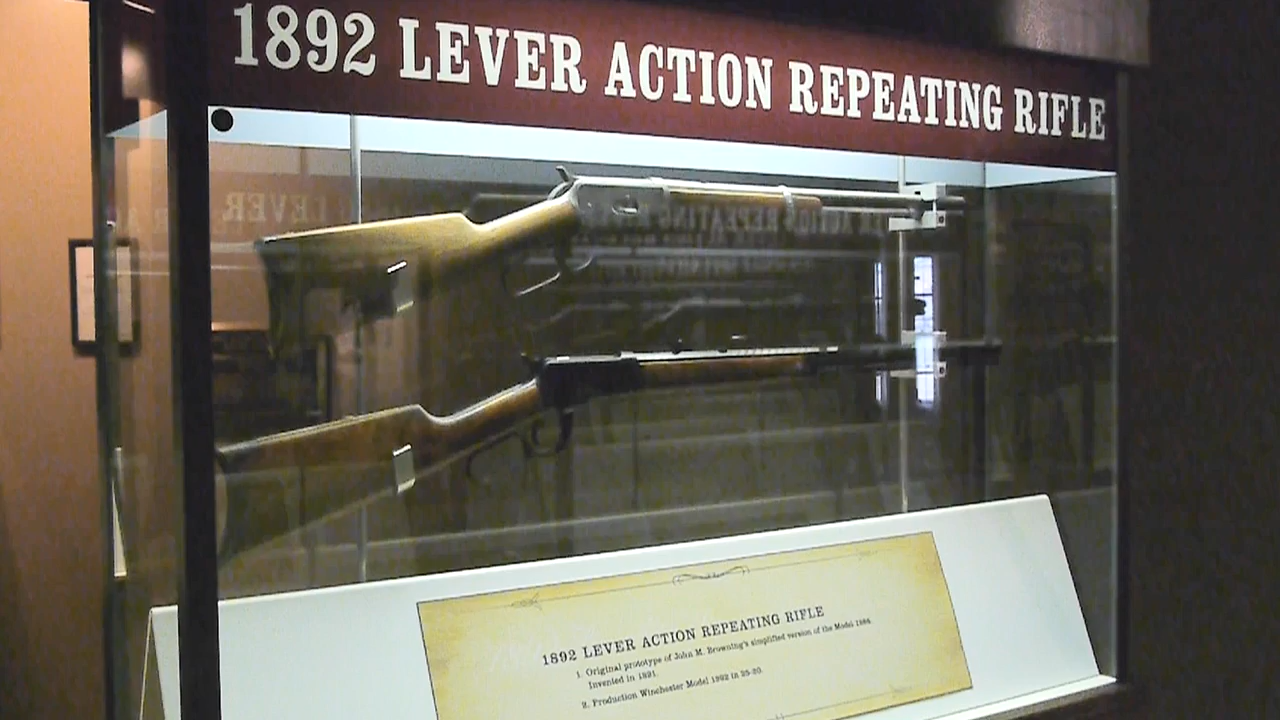 1892 LEVER ACTION REPEATING RIFLE
1892 LEVER ACTION REPEATING RIFLE
1. Original prototype of John M. Browning's simplified version of the Model 1886.
Invented in 1891.
2. Production Winchester Model 1892 in 25-20.